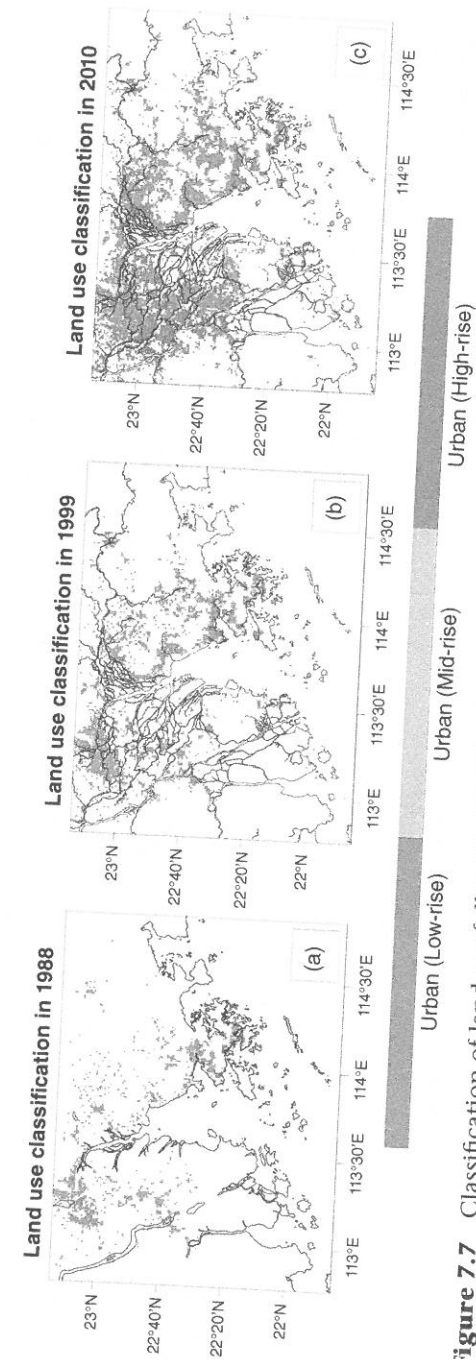 Land use classification in 1988
23°N
22°40'N
22°20'N
22°N
113°E
113°30'E
114°E
114°30'E
(a)
Land use classification in 1999
23°N
22°40'N
22°20'N
22°N
113°E
113°30'E
114°E
114°30'E
(b)
Land use classification in 2010
23°N
22°40'N
22°20'N
22°N
113°E
113°30'E
114°E
114°30'E
(c)
Urban (Low-rise)
Urban (Mid-rise)
Urban (High-rise)
igure 7.7 Classification of